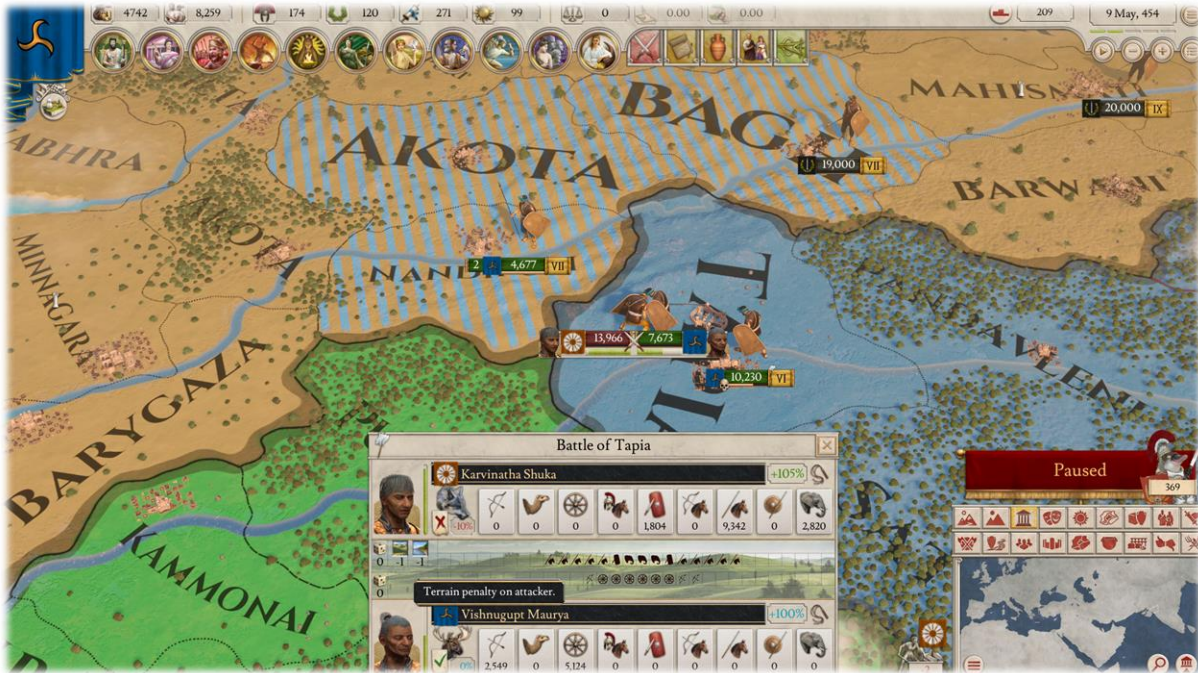 4742 8,259 174 120 271 99 0 0.00 0.00 209 9 May, 454
BAGA
MAHISMATI
20,000 IX
ABHRA
AKOTA
19,000 VII
BARWANI
2 4,677 VII
MINNAGARA
13,966 7,673
10,230 VI
BARYGAZA
Battle of Tapia
Karvinatha Shuka +105%
Paused
369
-10% 0 0 0 0 1,804 0 9,342 0 2,820
KAMMONAI
0 -1 -1
0
Terrain penalty on attacker.
Vishnugupt Maurya +100%
0% 2,549 0 5,124 0 0 0 0 0 0